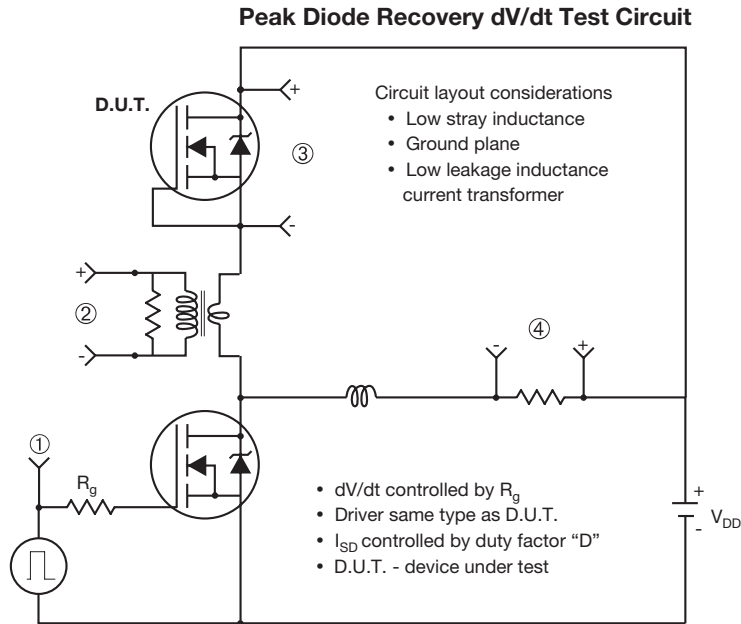 Peak Diode Recovery dV/dt Test Circuit
D.U.T.
+
Circuit layout considerations
• Low stray inductance
• Ground plane
• Low leakage inductance
current transformer
③
-
+
②
-
④
-
+
①
Rg
• dV/dt controlled by Rg
• Driver same type as D.U.T.
• ISD controlled by duty factor “D”
• D.U.T. - device under test
+
VDD
-